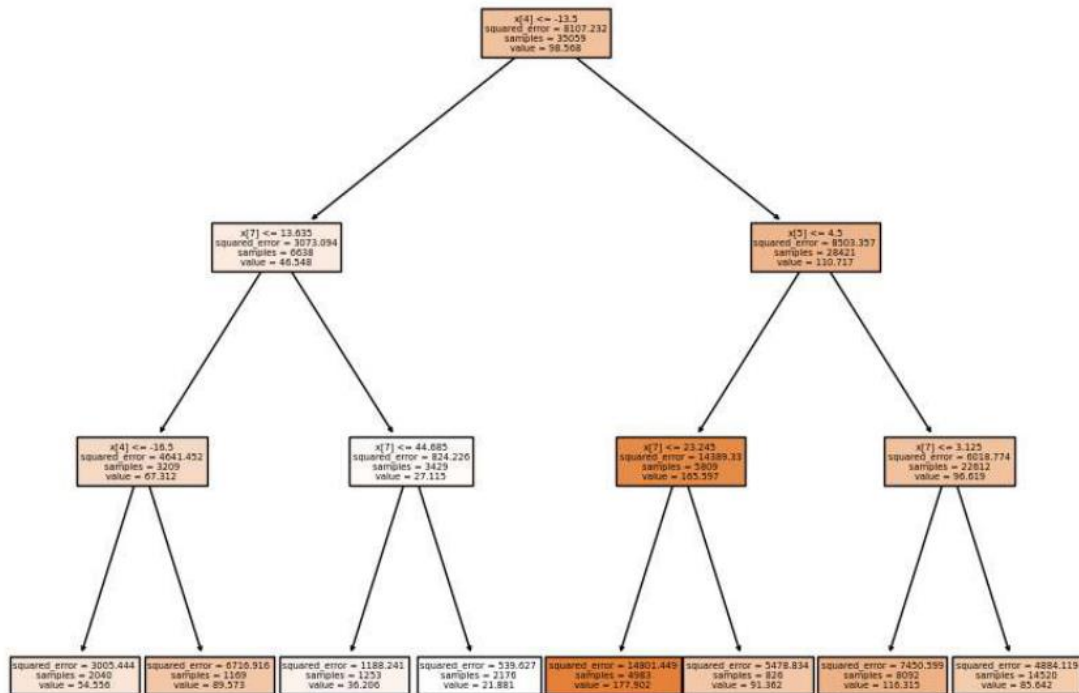 x[4] <= -13.5
squared_error = 8107.232
samples = 35059
value = 98.568
x[7] <= 13.635
squared_error = 3073.094
samples = 6638
value = 46.548
x[5] <= 4.5
squared_error = 8503.357
samples = 28421
value = 110.717
x[4] <= -16.5
squared_error = 4641.452
samples = 3209
value = 67.312
x[7] <= 44.685
squared_error = 824.226
samples = 3429
value = 27.115
x[7] <= 23.245
squared_error = 14389.33
samples = 5809
value = 165.597
x[7] <= 3.125
squared_error = 6018.774
samples = 22612
value = 96.619
squared_error = 3005.444
samples = 2040
value = 54.556
squared_error = 6716.916
samples = 1169
value = 89.573
squared_error = 1188.241
samples = 1253
value = 36.206
squared_error = 539.627
samples = 2176
value = 21.881
squared_error = 14801.449
samples = 4983
value = 177.902
squared_error = 5478.834
samples = 826
value = 91.362
squared_error = 7450.599
samples = 8092
value = 116.315
squared_error = 4884.119
samples = 14520
value = 85.642